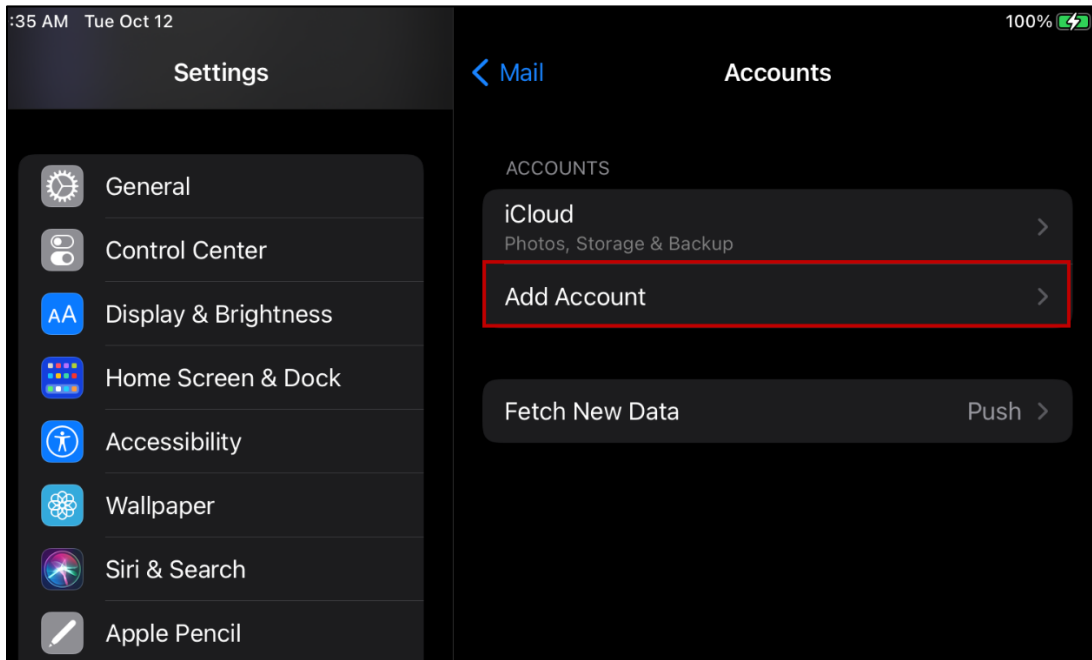 :35 AM Tue Oct 12
100%
Settings
General
Control Center
AA Display & Brightness
Home Screen & Dock
Accessibility
Wallpaper
Siri & Search
Apple Pencil
Mail
Accounts
ACCOUNTS
iCloud
Photos, Storage & Backup
Add Account
Fetch New Data Push